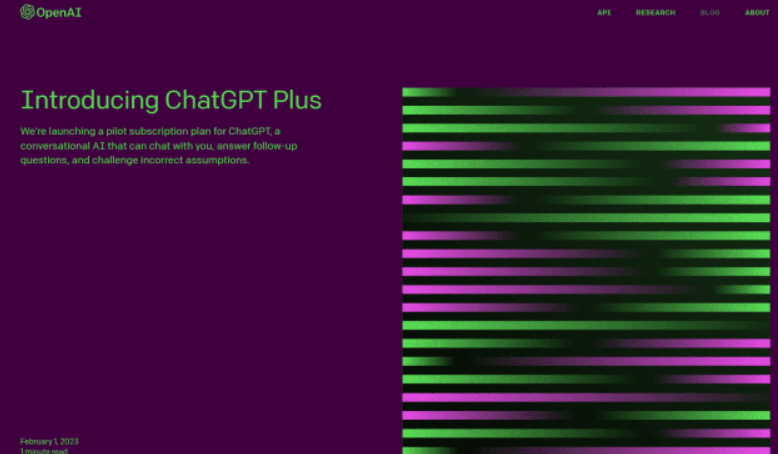 OpenAI
API RESEARCH BLOG ABOUT
Introducing ChatGPT Plus
We're launching a pilot subscription plan for ChatGPT, a
conversational AI that can chat with you, answer follow-up
questions, and challenge incorrect assumptions.
February 1, 2023
1 minute read